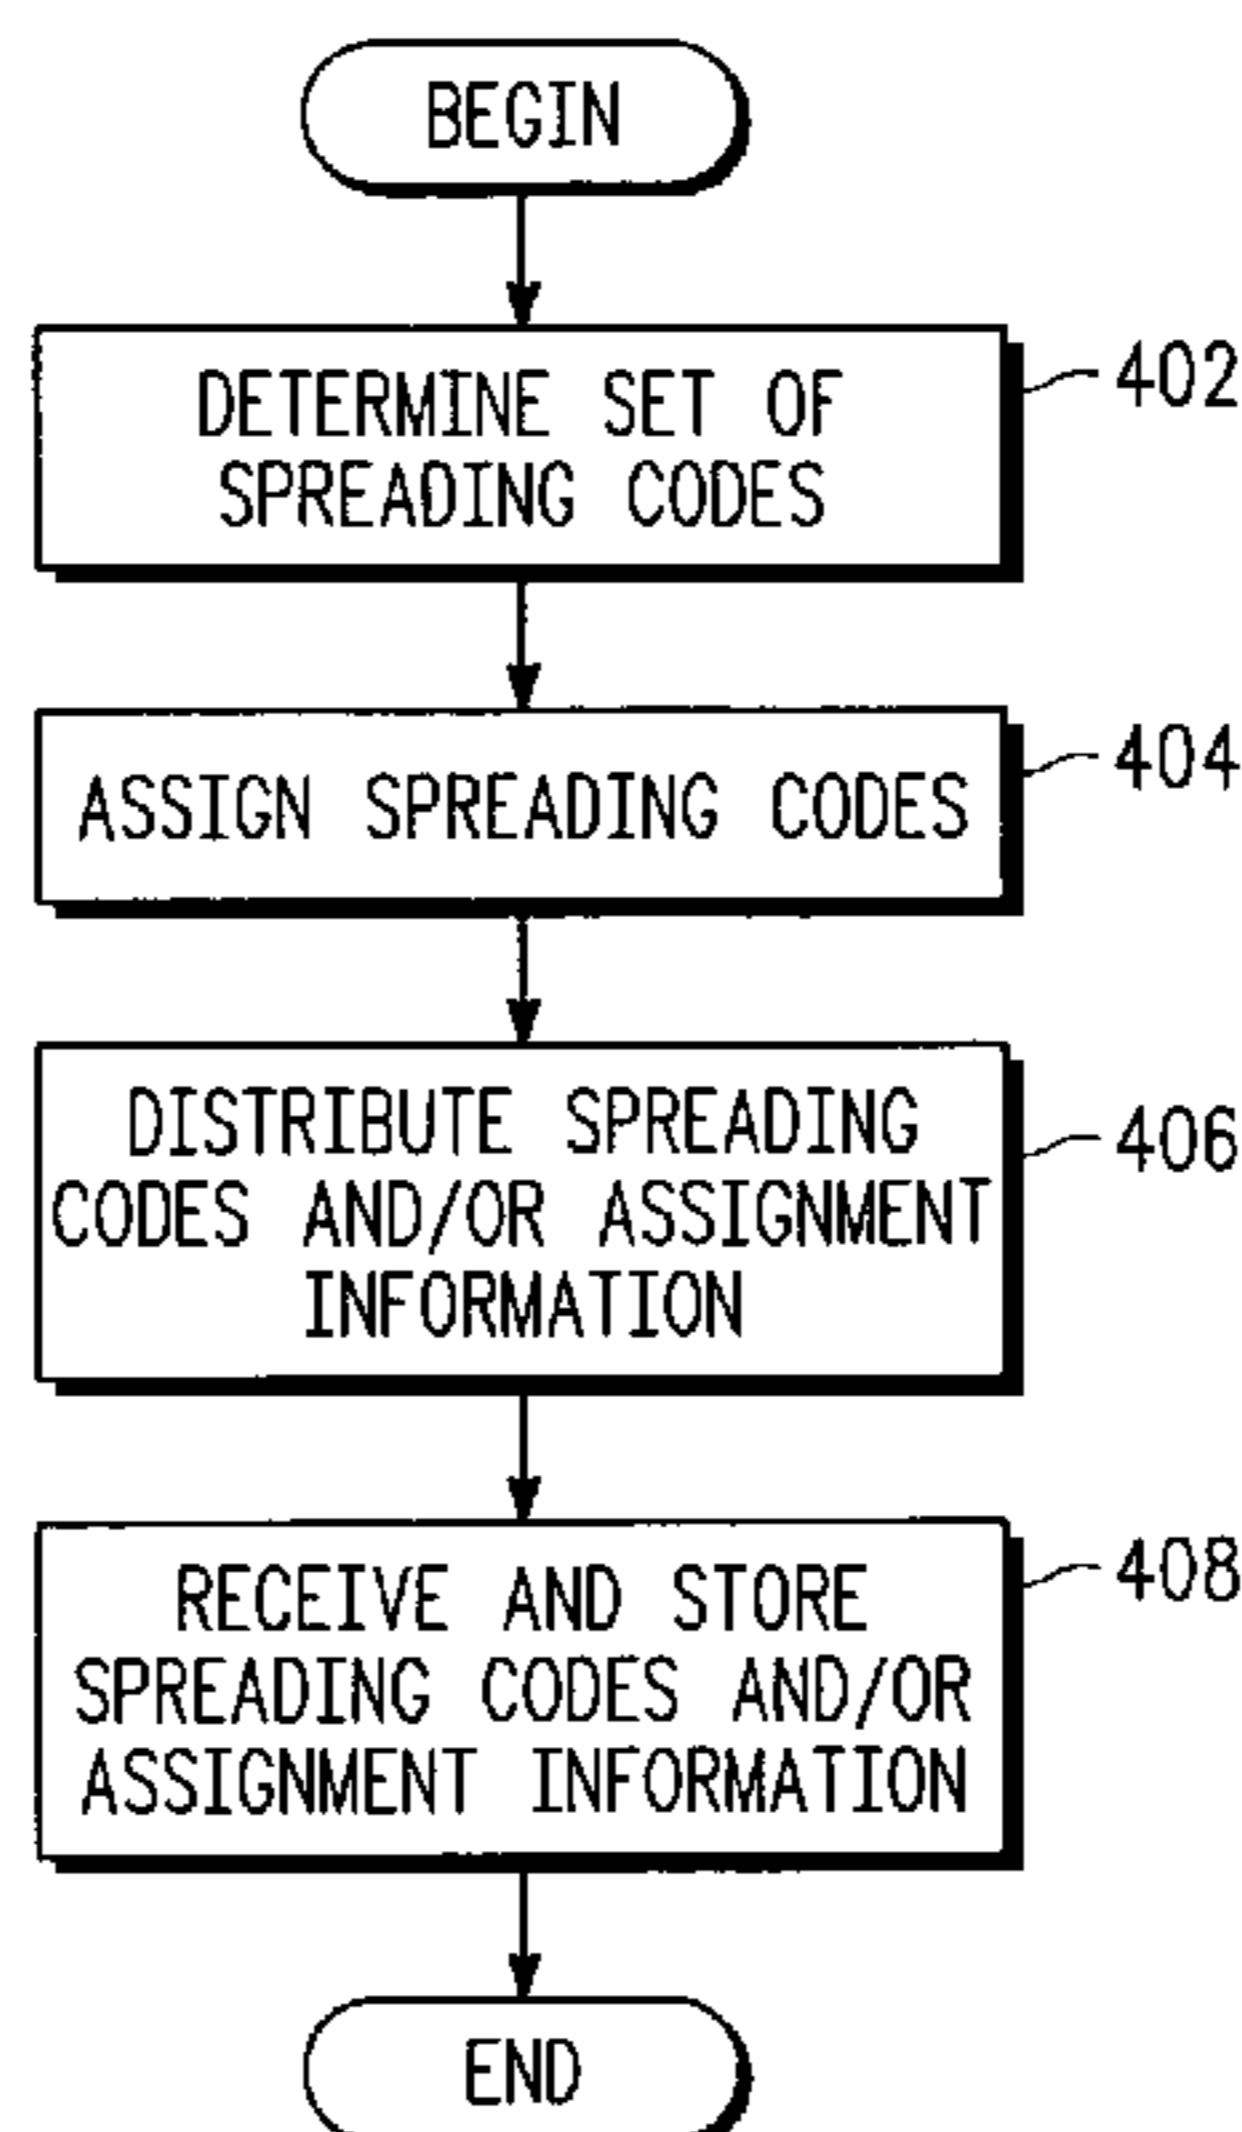 BEGIN
DETERMINE SET OF
SPREADING CODES
402
ASSIGN SPREADING CODES
404
DISTRIBUTE SPREADING
CODES AND/OR ASSIGNMENT
INFORMATION
406
RECEIVE AND STORE
SPREADING CODES AND/OR
ASSIGNMENT INFORMATION
408
END